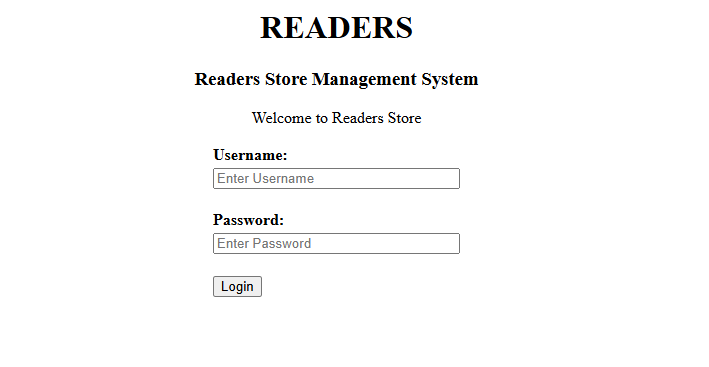 READERS
Readers Store Management System
Welcome to Readers Store
Username:
Enter Username
Password:
Enter Password
Login